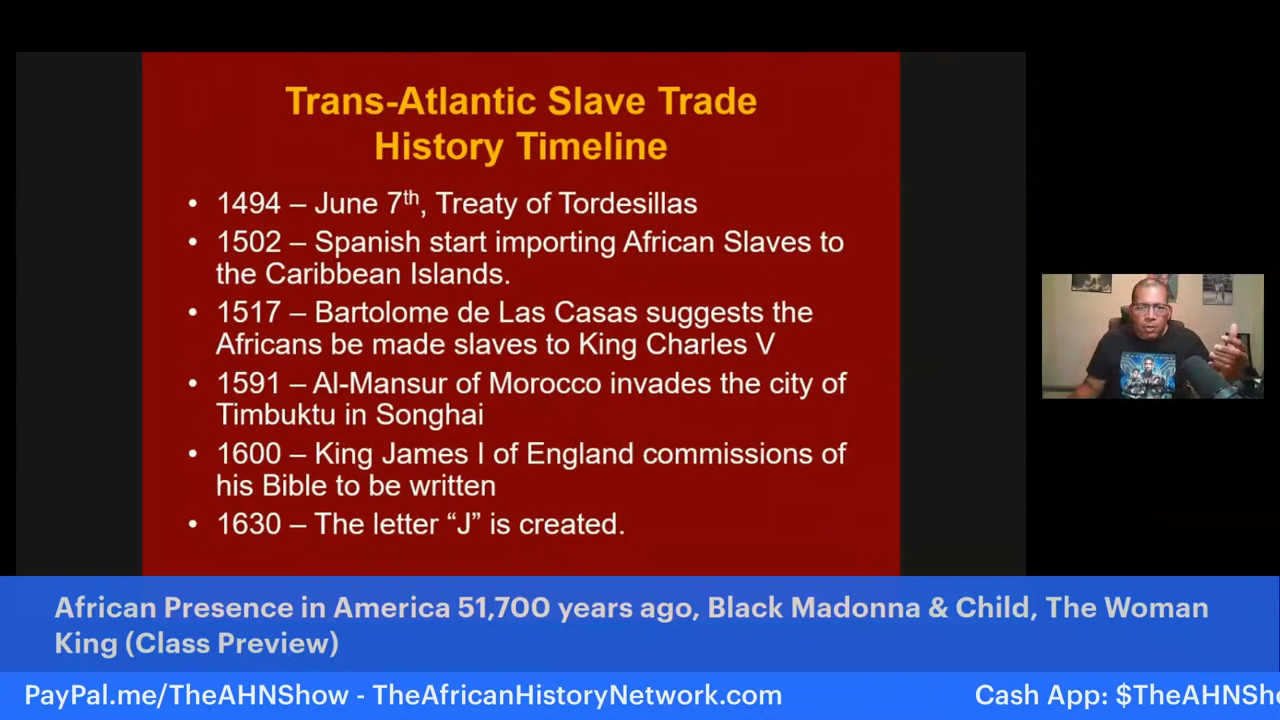 Trans-Atlantic Slave Trade
History Timeline
• 1494 – June 7th, Treaty of Tordesillas
• 1502 – Spanish start importing African Slaves to
the Caribbean Islands.
• 1517 – Bartolome de Las Casas suggests the
Africans be made slaves to King Charles V
• 1591 – Al-Mansur of Morocco invades the city of
Timbuktu in Songhai
• 1600 – King James I of England commissions of
his Bible to be written
• 1630 – The letter “J” is created.
African Presence in America 51,700 years ago, Black Madonna & Child, The Woman
King (Class Preview)
PayPal.me/TheAHNShow - TheAfricanHistoryNetwork.com
Cash App: $TheAHNSho